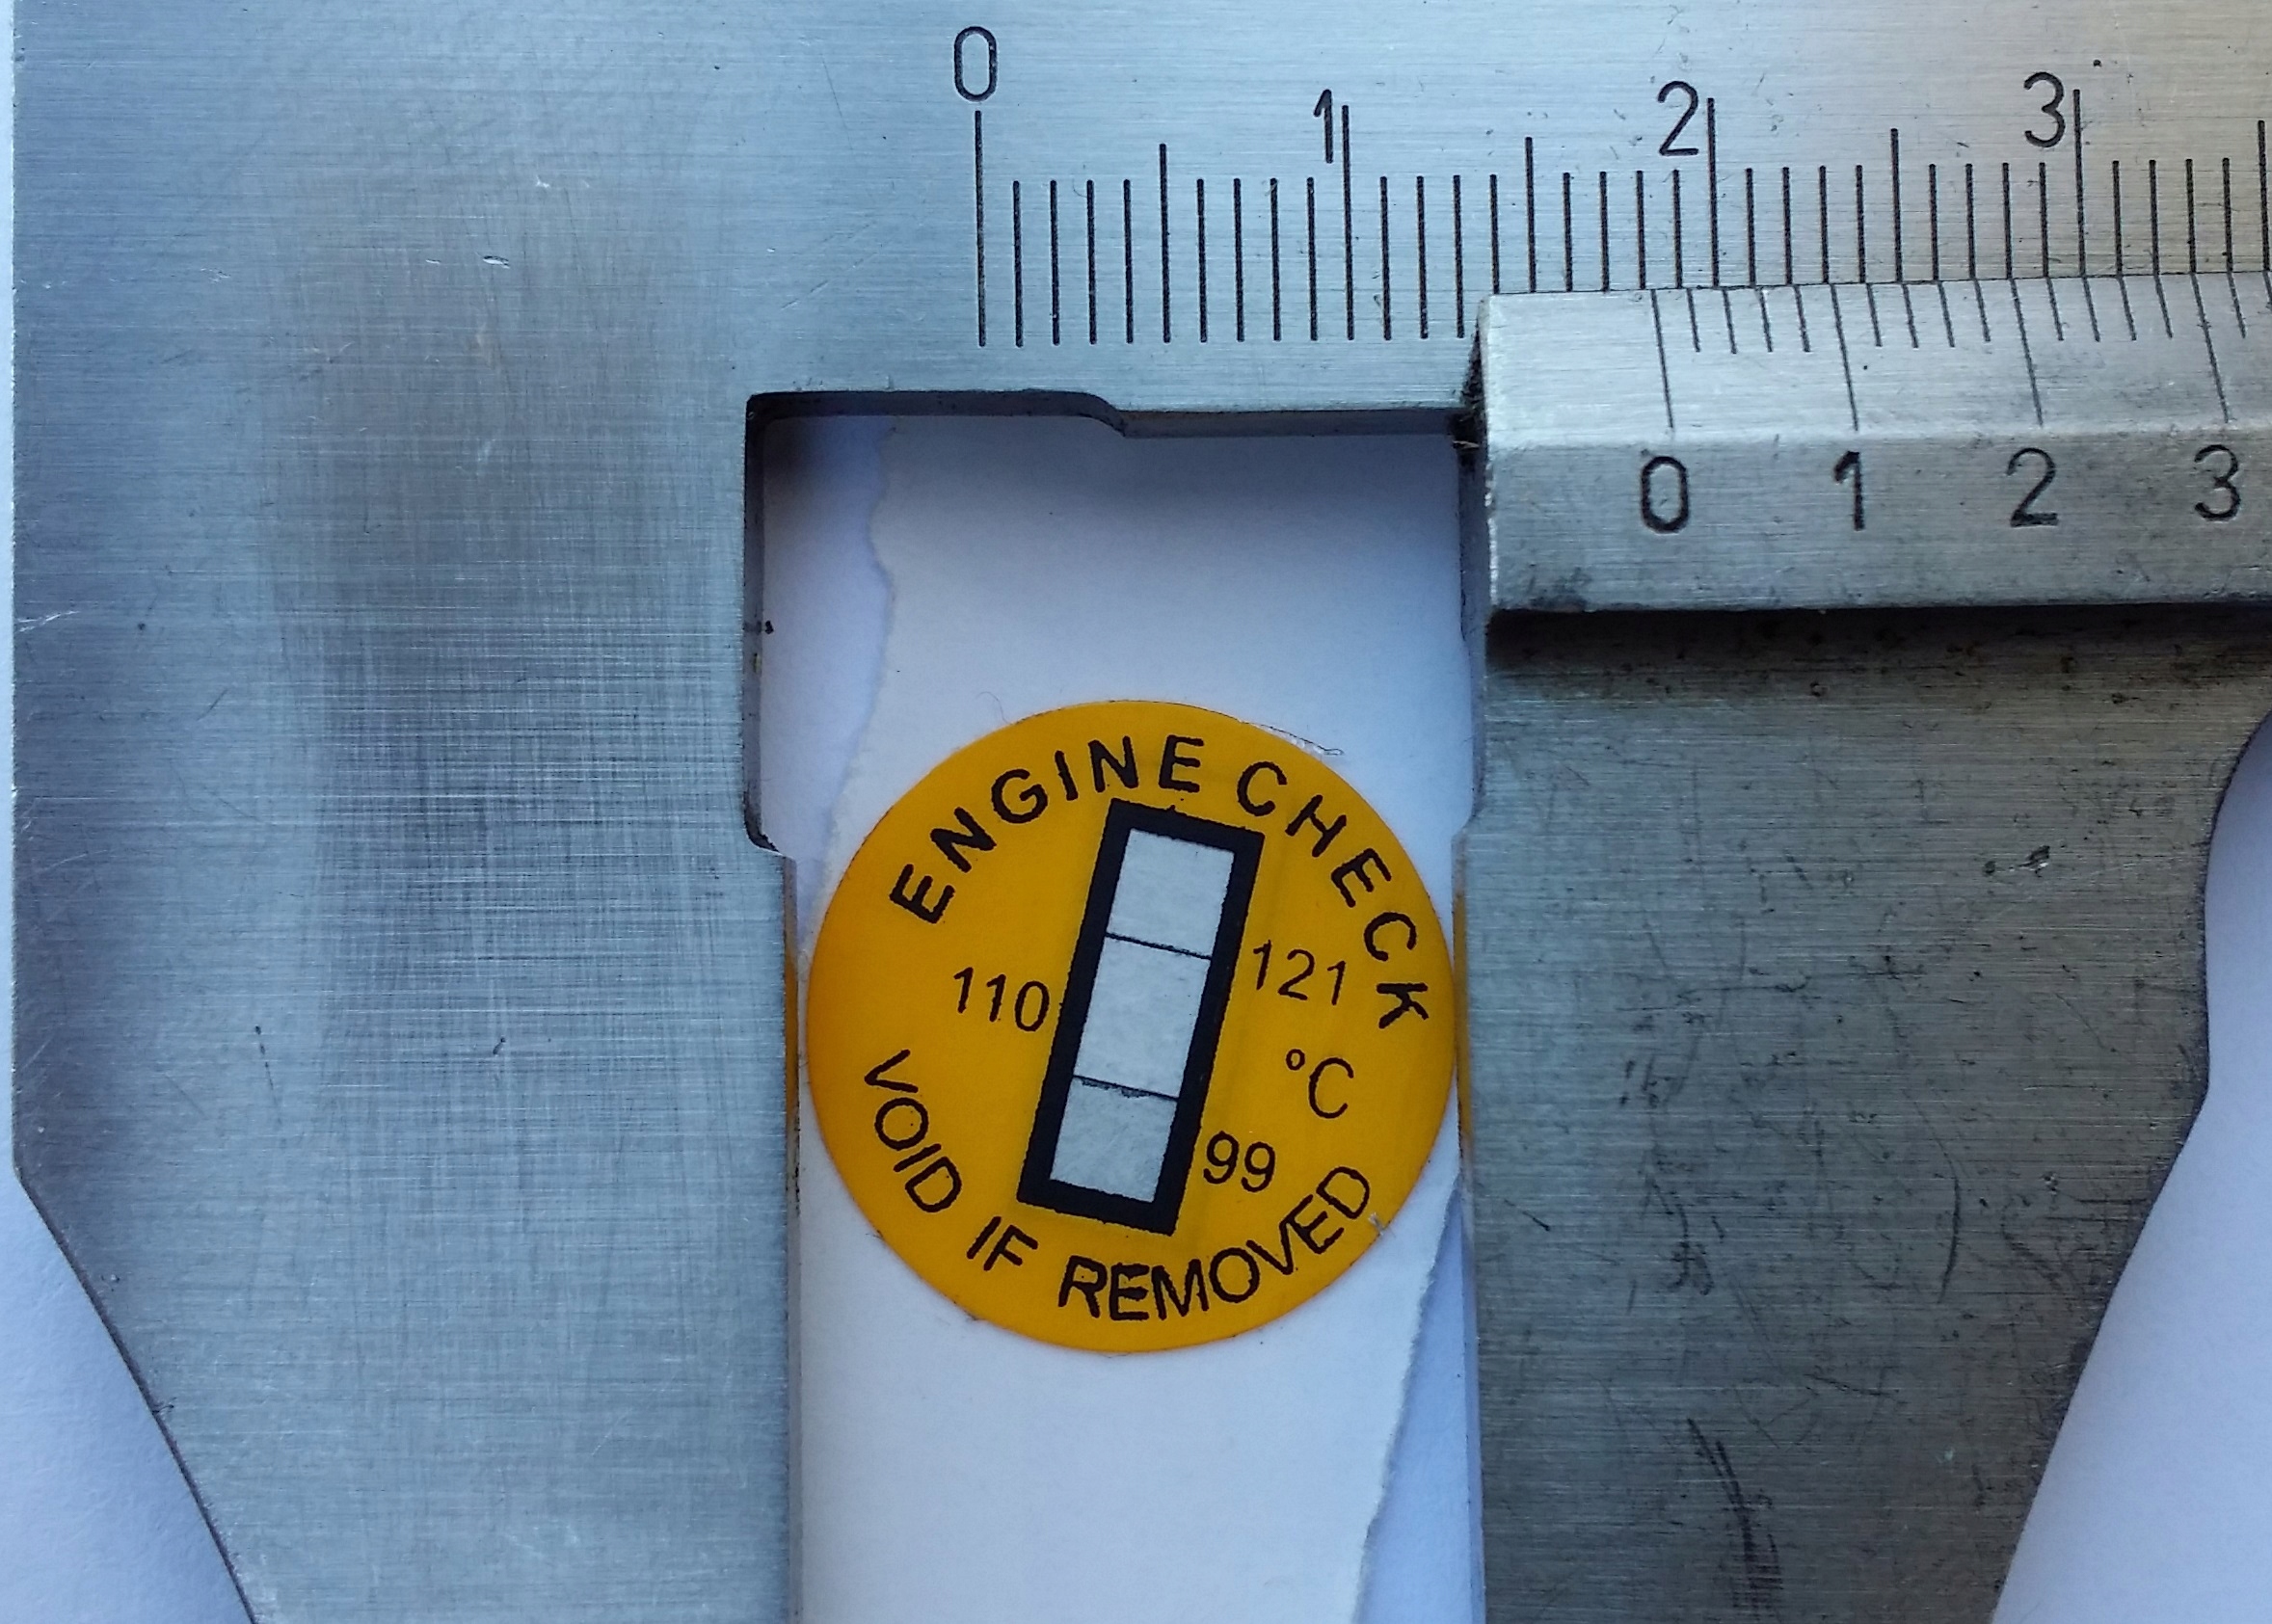 0 1 2 3
0 1 2 3
ENGINE CHECK
121
110
°C
99
VOID IF REMOVED